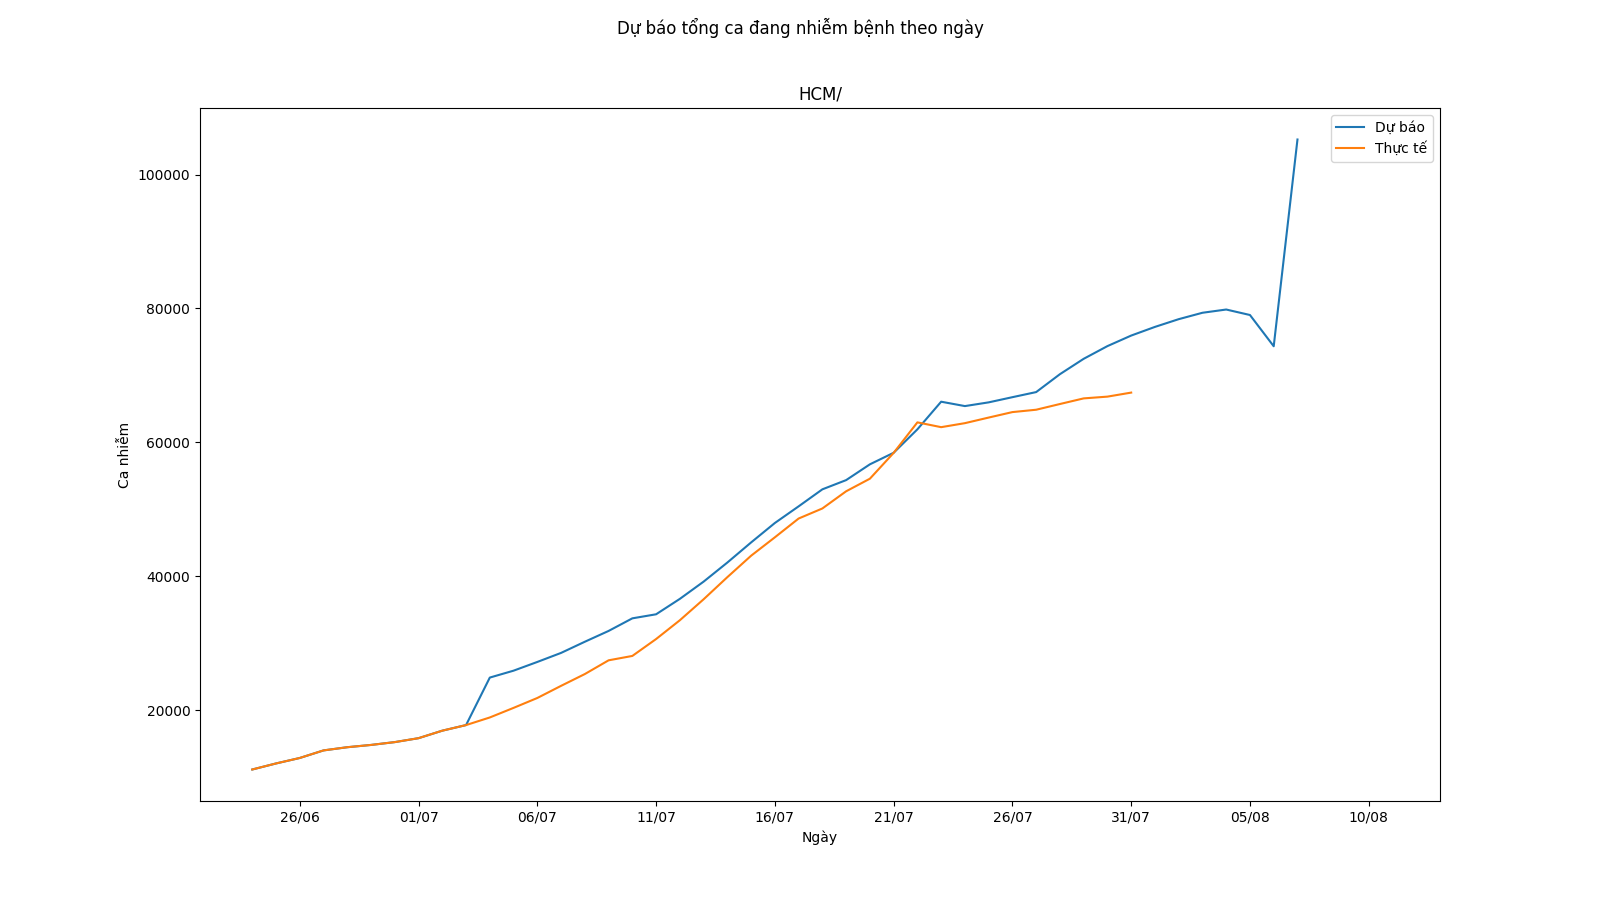 Dự báo tổng ca đang nhiễm bệnh theo ngày
HCM/
Dự báo
Thực tế
100000
80000
60000
40000
20000
Ca nhiễm
26/06
01/07
06/07
11/07
16/07
21/07
26/07
31/07
05/08
10/08
Ngày